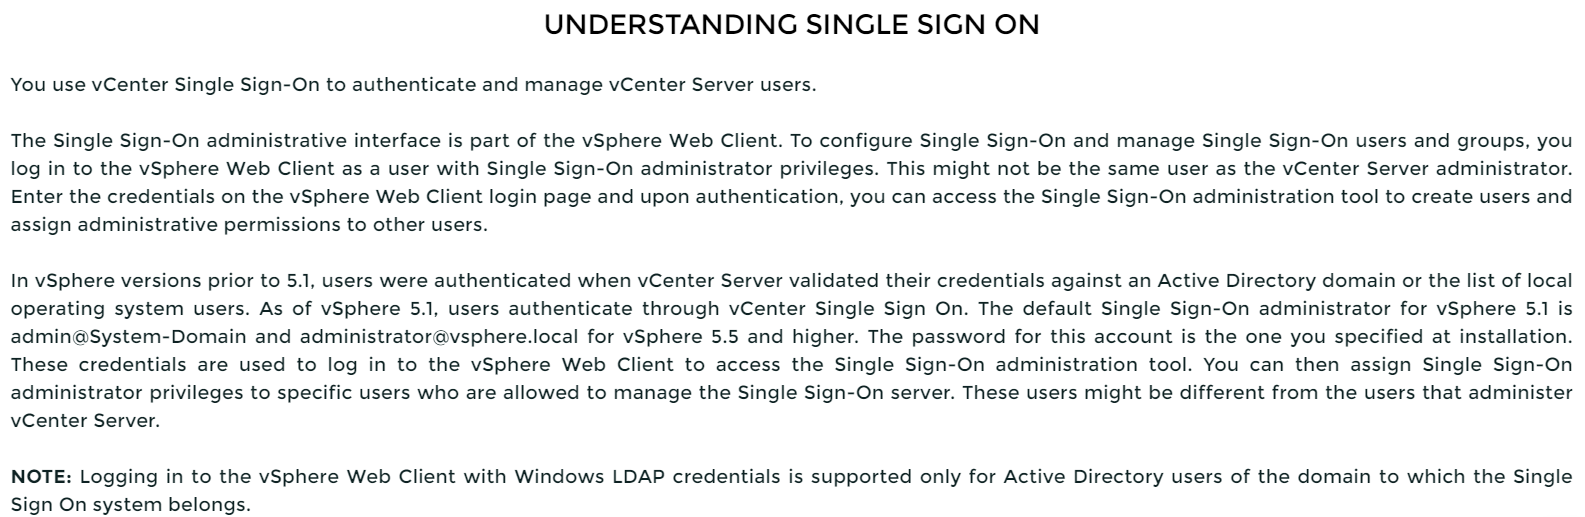 UNDERSTANDING SINGLE SIGN ON
You use vCenter Single Sign-On to authenticate and manage vCenter Server users.
The Single Sign-On administrative interface is part of the vSphere Web Client. To configure Single Sign-On and manage Single Sign-On users and groups, you
log in to the vSphere Web Client as a user with Single Sign-On administrator privileges. This might not be the same user as the vCenter Server administrator.
Enter the credentials on the vSphere Web Client login page and upon authentication, you can access the Single Sign-On administration tool to create users and
assign administrative permissions to other users.
In vSphere versions prior to 5.1, users were authenticated when vCenter Server validated their credentials against an Active Directory domain or the list of local
operating system users. As of vSphere 5.1, users authenticate through vCenter Single Sign On. The default Single Sign-On administrator for vSphere 5.1 is
admin@System-Domain and administrator@vsphere.local for vSphere 5.5 and higher. The password for this account is the one you specified at installation.
These credentials are used to log in to the vSphere Web Client to access the Single Sign-On administration tool. You can then assign Single Sign-On
administrator privileges to specific users who are allowed to manage the Single Sign-On server. These users might be different from the users that administer
vCenter Server.
NOTE: Logging in to the vSphere Web Client with Windows LDAP credentials is supported only for Active Directory users of the domain to which the Single
Sign On system belongs.